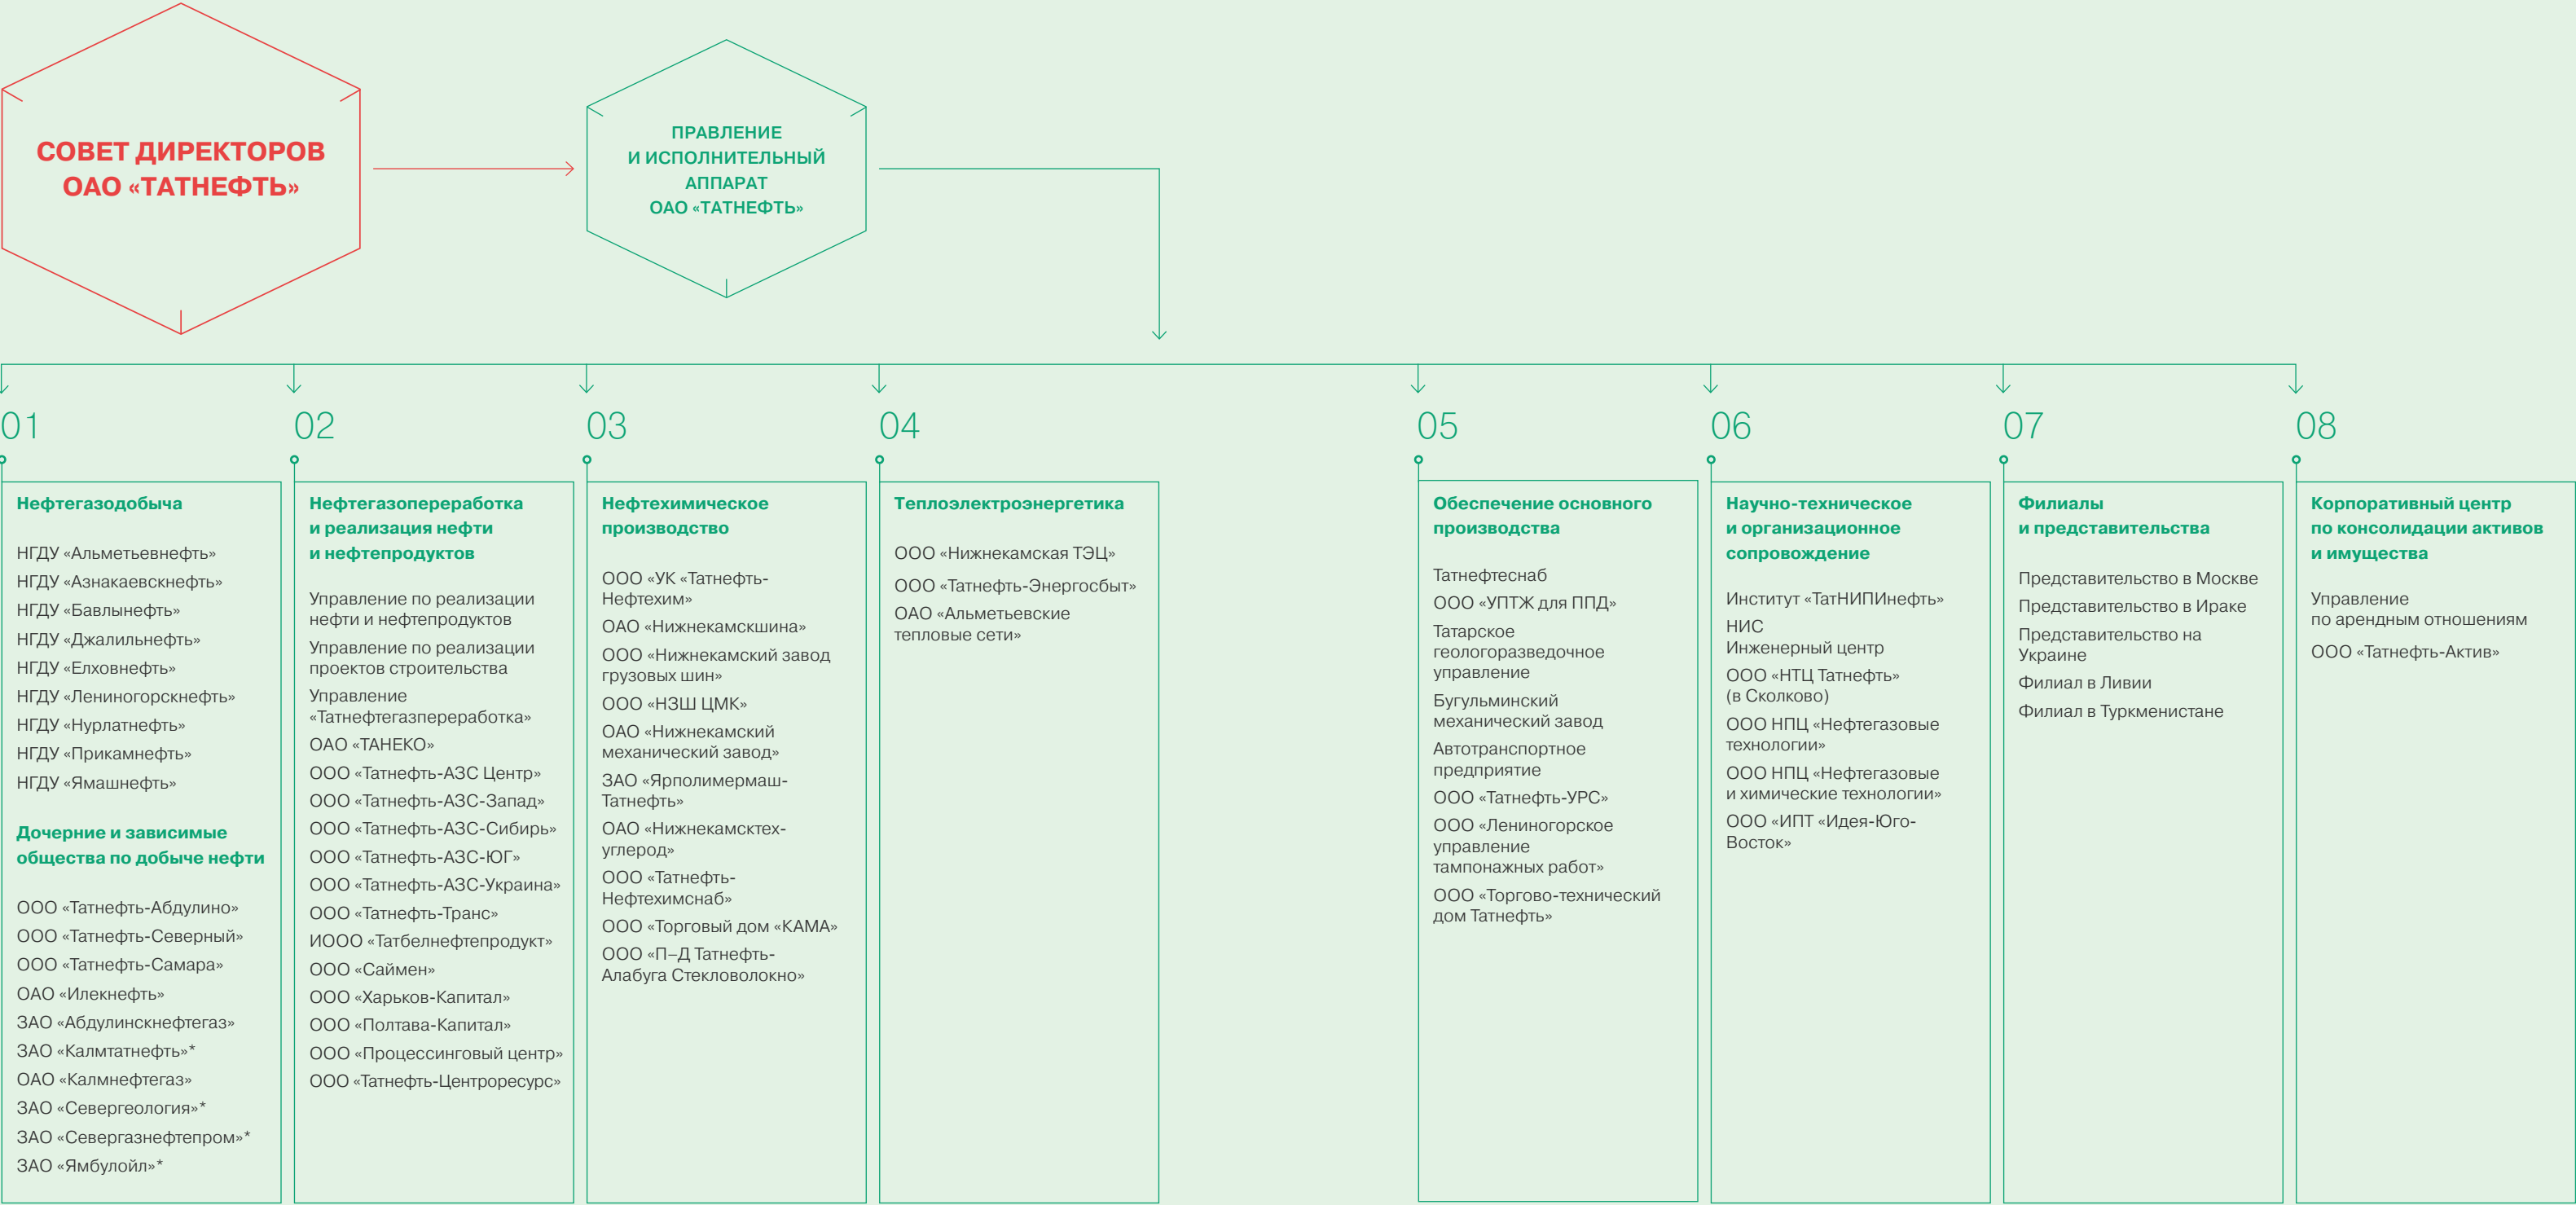 СОВЕТ ДИРЕКТОРОВ
ОАО «ТАТНЕФТЬ»
ПРАВЛЕНИЕ
И ИСПОЛНИТЕЛЬНЫЙ
АППАРАТ
ОАО «ТАТНЕФТЬ»
01
Нефтегазодобыча
НГДУ «Альметьевнефть»
НГДУ «Азнакаевскнефть»
НГДУ «Бавлынефть»
НГДУ «Джалильнефть»
НГДУ «Елховнефть»
НГДУ «Лениногорскнефть»
НГДУ «Нурлатнефть»
НГДУ «Прикамнефть»
НГДУ «Ямашнефть»
Дочерние и зависимые
общества по добыче нефти
ООО «Татнефть-Абдулино»
ООО «Татнефть-Северный»
ООО «Татнефть-Самара»
ОАО «Илекнефть»
ЗАО «Абдулинскнефтегаз»
ЗАО «Калмтатнефть»*
ОАО «Калмнефтегаз»
ЗАО «Севергеология»*
ЗАО «Севергазнефтепром»*
ЗАО «Ямбулойл»*
02
Нефтегазопереработка
и реализация нефти
и нефтепродуктов
Управление по реализации
нефти и нефтепродуктов
Управление по реализации
проектов строительства
Управление
«Татнефтегазпереработка»
ОАО «ТАНЕКО»
ООО «Татнефть-АЗС Центр»
ООО «Татнефть-АЗС-Запад»
ООО «Татнефть-АЗС-Сибирь»
ООО «Татнефть-АЗС-ЮГ»
ООО «Татнефть-АЗС-Украина»
ООО «Татнефть-Транс»
ИООО «Татбелнефтепродукт»
ООО «Саймен»
ООО «Харьков-Капитал»
ООО «Полтава-Капитал»
ООО «Процессинговый центр»
ООО «Татнефть-Центроресурс»
03
Нефтехимическое
производство
ООО «УК «Татнефть-
Нефтехим»
ОАО «Нижнекамскшина»
ООО «Нижнекамский завод
грузовых шин»
ООО «НЗШ ЦМК»
ОАО «Нижнекамский
механический завод»
ЗАО «Ярполимермаш-
Татнефть»
ОАО «Нижнекамсктех-
углерод»
ООО «Татнефть-
Нефтехимснаб»
ООО «Торговый дом «КАМА»
ООО «П–Д Татнефть-
Алабуга Стекловолокно»
04
Теплоэлектроэнергетика
ООО «Нижнекамская ТЭЦ»
ООО «Татнефть-Энергосбыт»
ОАО «Альметьевские
тепловые сети»
05
Обеспечение основного
производства
Татнефтеснаб
ООО «УПТЖ для ППД»
Татарское
геологоразведочное
управление
Бугульминский
механический завод
Автотранспортное
предприятие
ООО «Татнефть-УРС»
ООО «Лениногорское
управление
тампонажных работ»
ООО «Торгово-технический
дом Татнефть»
06
Научно-техническое
и организационное
сопровождение
Институт «ТатНИПИнефть»
НИС
Инженерный центр
ООО «НТЦ Татнефть»
(в Сколково)
ООО НПЦ «Нефтегазовые
технологии»
ООО НПЦ «Нефтегазовые
и химические технологии»
ООО «ИПТ «Идея-Юго-
Восток»
07
Филиалы
и представительства
Представительство в Москве
Представительство в Ираке
Представительство на
Украине
Филиал в Ливии
Филиал в Туркменистане
08
Корпоративный центр
по консолидации активов
и имущества
Управление
по арендным отношениям
ООО «Татнефть-Актив»